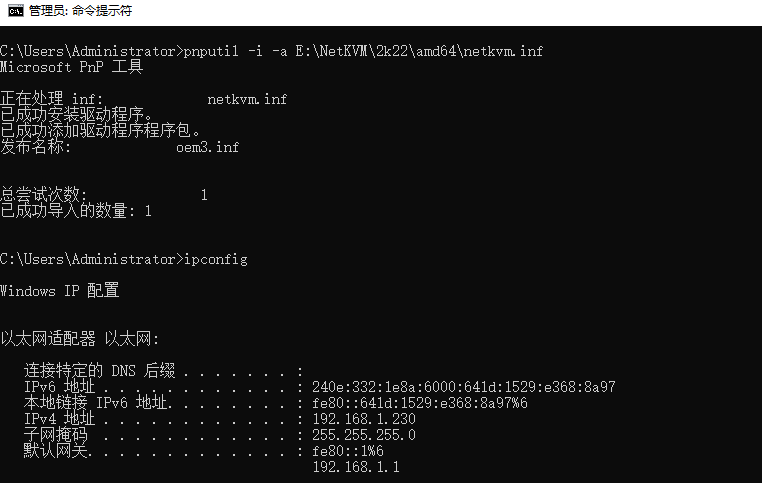 管理员: 命令提示符
C:\Users\Administrator>pnputil -i -a E:\NetKVM\2k22\amd64\netkvm.inf
Microsoft PnP 工具
正在处理 inf: netkvm.inf
已成功安装驱动程序。
已成功添加驱动程序程序包。
发布名称: oem3.inf
总尝试次数: 1
已成功导入的数量: 1
C:\Users\Administrator>ipconfig
Windows IP 配置
以太网适配器 以太网:
连接特定的 DNS 后缀 . . . . . . . :
IPv6 地址 . . . . . . . . . . . . : 240e:332:1e8a:6000:641d:1529:e368:8a97
本地链接 IPv6 地址. . . . . . . . : fe80::641d:1529:e368:8a97%6
IPv4 地址 . . . . . . . . . . . . : 192.168.1.230
子网掩码 . . . . . . . . . . . . : 255.255.255.0
默认网关. . . . . . . . . . . . . : fe80::1%6
192.168.1.1